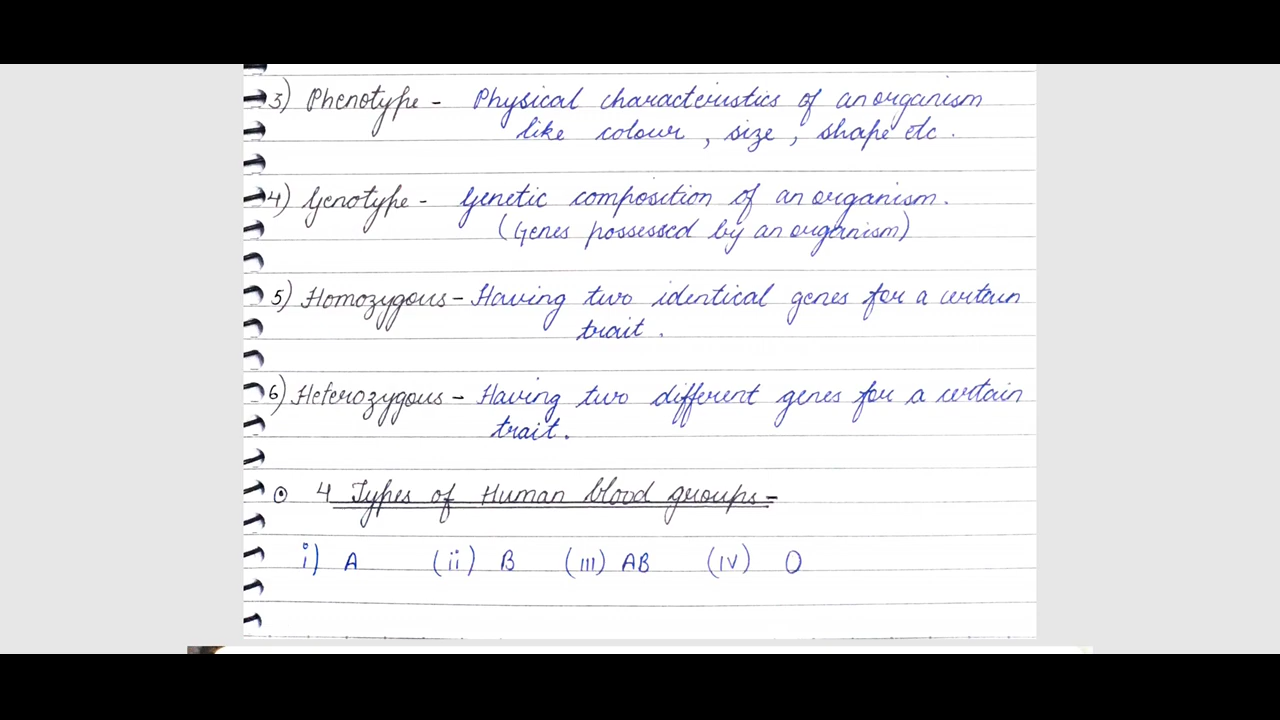 3) Phenotype - Physical characteristics of an organism
like colour, size, shape etc.
4) Genotype - Genetic composition of an organism.
(Genes possessed by an organism)
5) Homozygous - Having two identical genes for a certain
trait.
6) Heterozygous - Having two different genes for a certain
trait.
⊙ 4 Types of Human blood groups -
i) A (ii) B (III) AB (IV) O